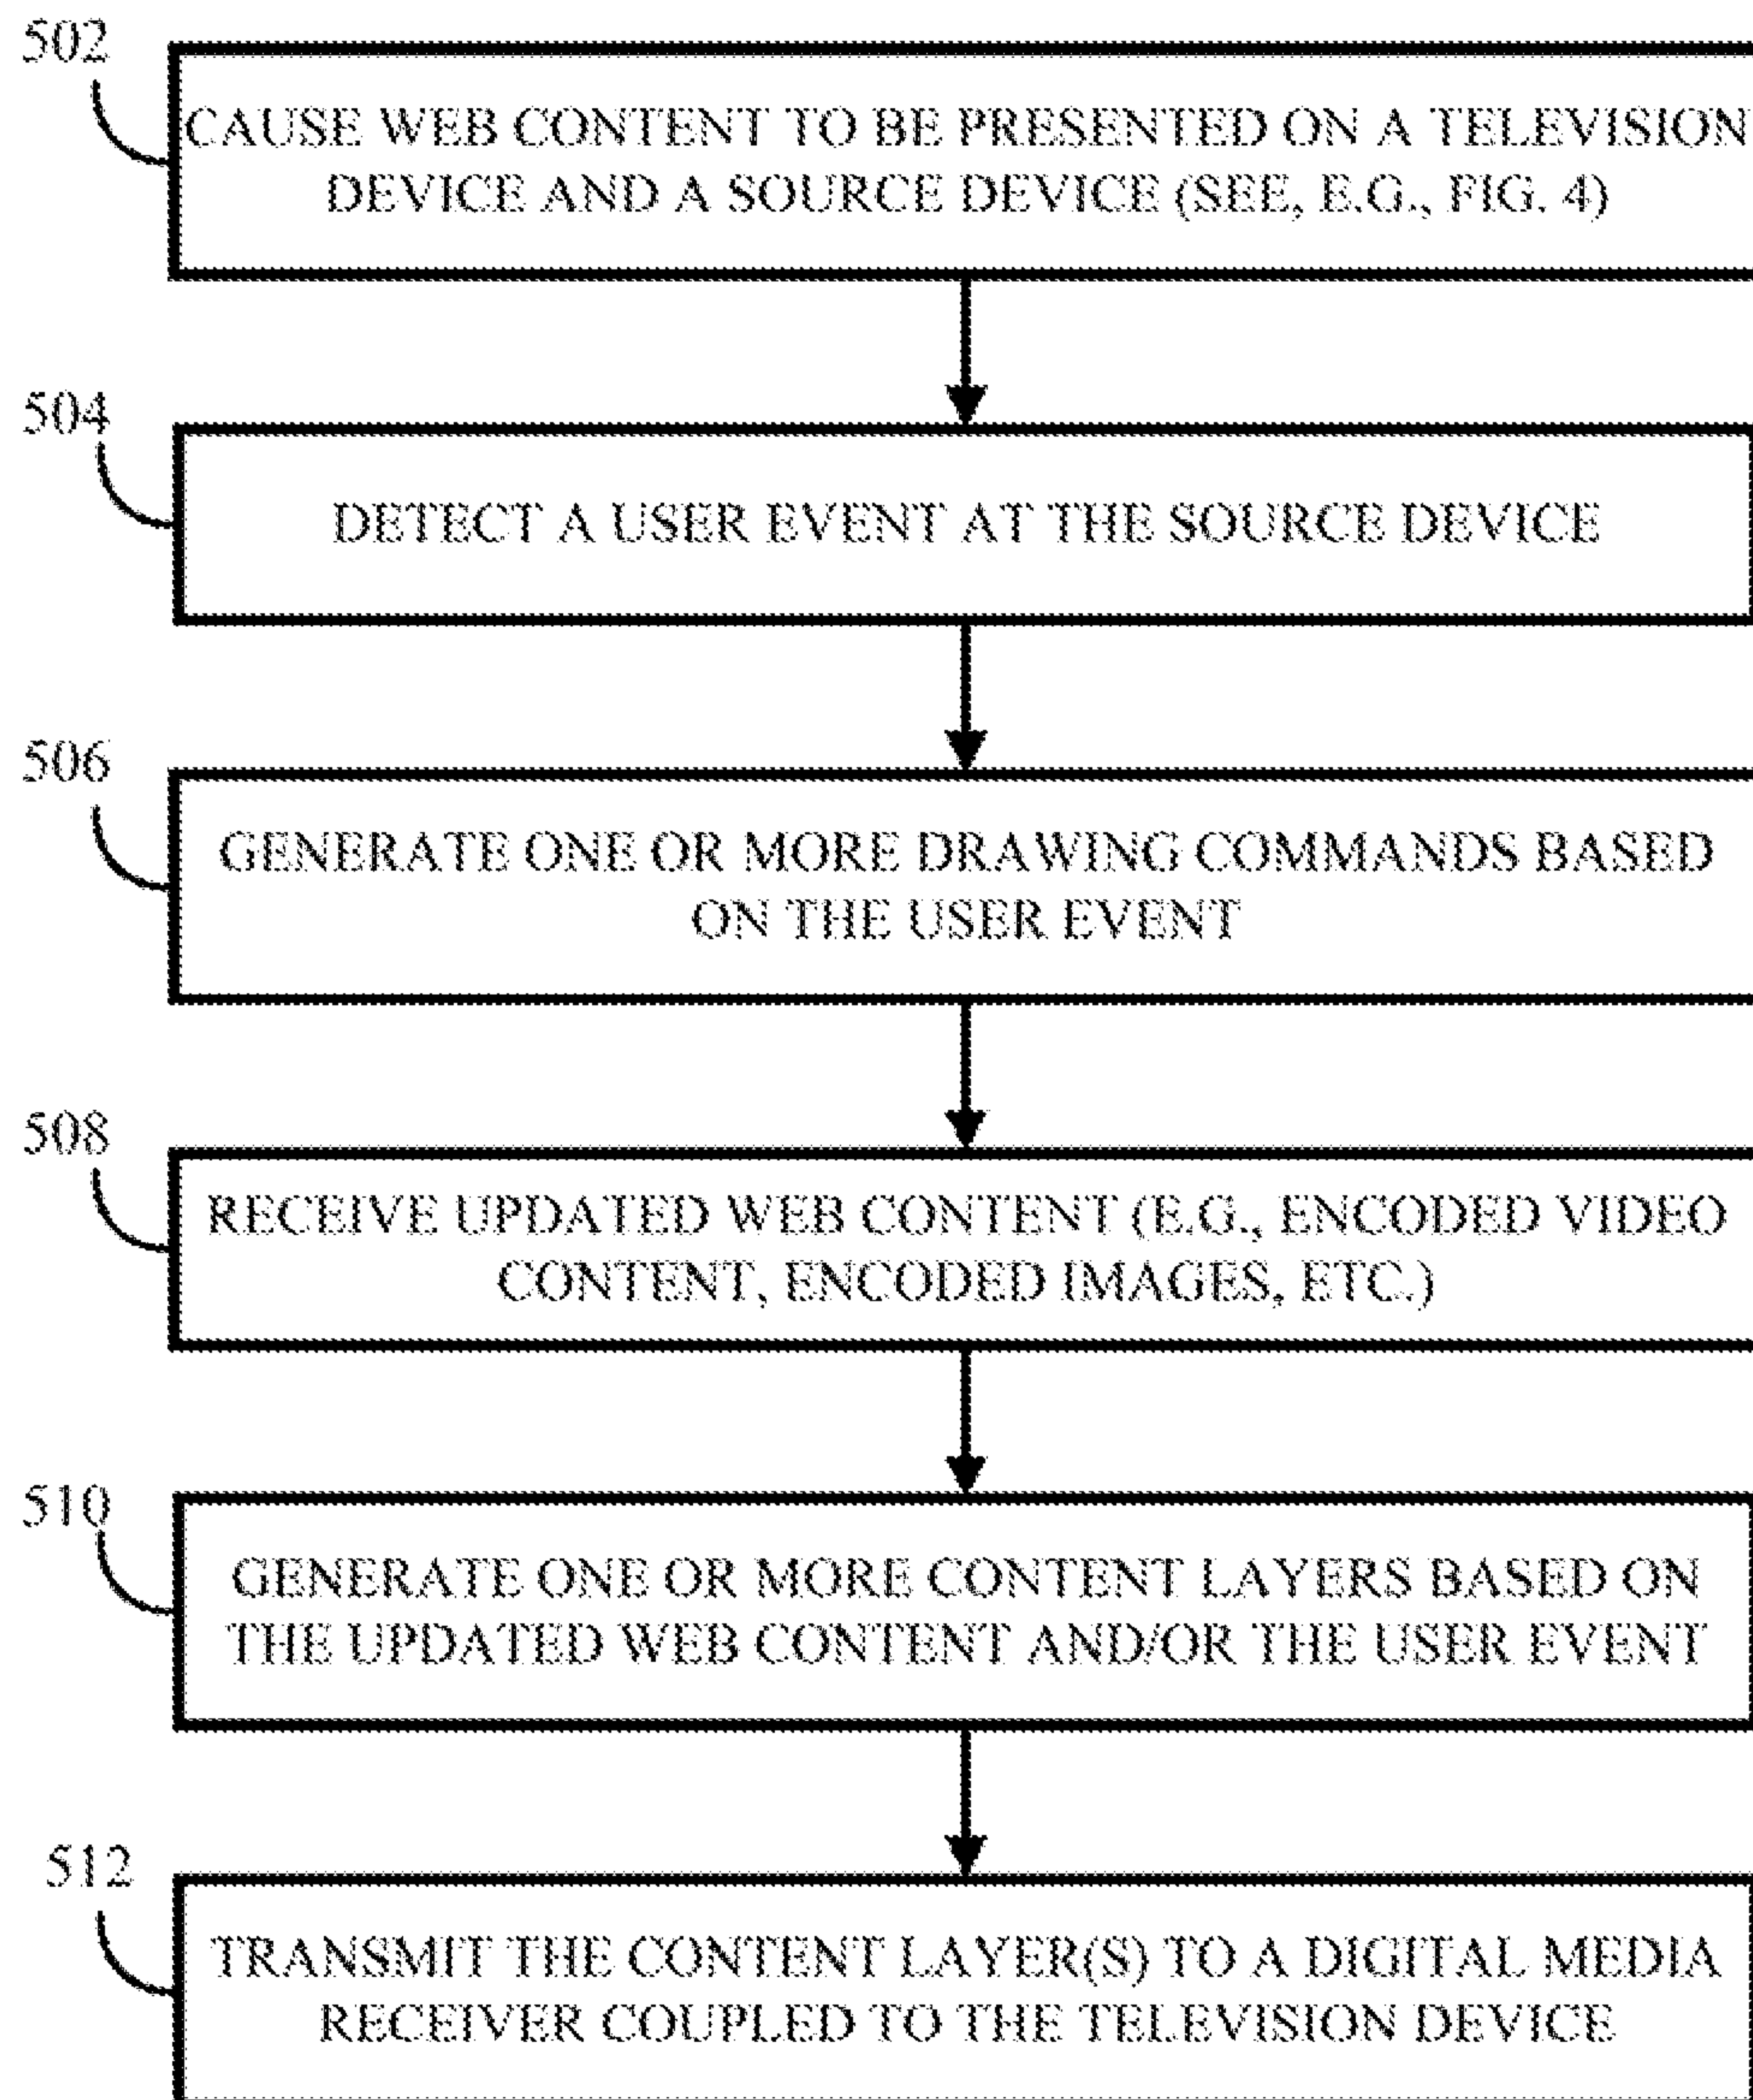 502
CAUSE WEB CONTENT TO BE PRESENTED ON A TELEVISION
DEVICE AND A SOURCE DEVICE (SEE, E.G., FIG. 4)
504
DETECT A USER EVENT AT THE SOURCE DEVICE
506
GENERATE ONE OR MORE DRAWING COMMANDS BASED
ON THE USER EVENT
508
RECEIVE UPDATED WEB CONTENT (E.G., ENCODED VIDEO
CONTENT, ENCODED IMAGES, ETC.)
510
GENERATE ONE OR MORE CONTENT LAYERS BASED ON
THE UPDATED WEB CONTENT AND/OR THE USER EVENT
512
TRANSMIT THE CONTENT LAYER(S) TO A DIGITAL MEDIA
RECEIVER COUPLED TO THE TELEVISION DEVICE